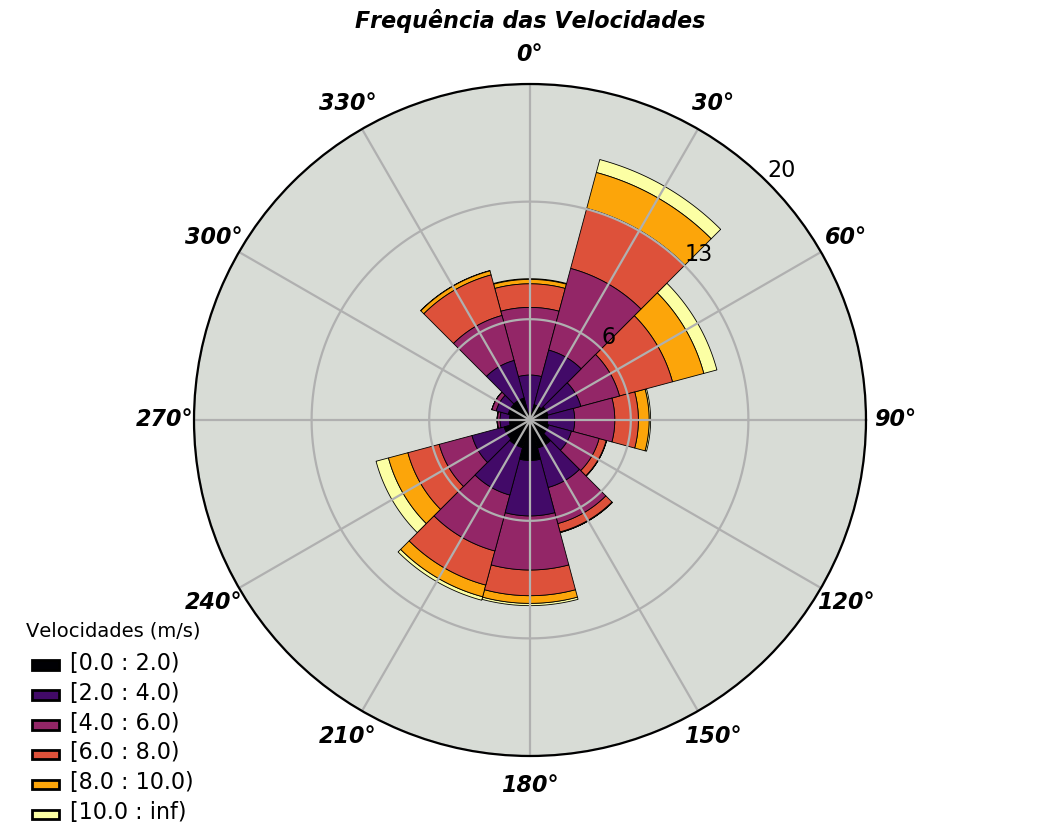 Frequência das Velocidades
0°
330°
30°
20
300°
60°
13
6
270°
90°
240°
120°
210°
150°
180°
Velocidades (m/s)
[0.0 : 2.0)
[2.0 : 4.0)
[4.0 : 6.0)
[6.0 : 8.0)
[8.0 : 10.0)
[10.0 : inf)